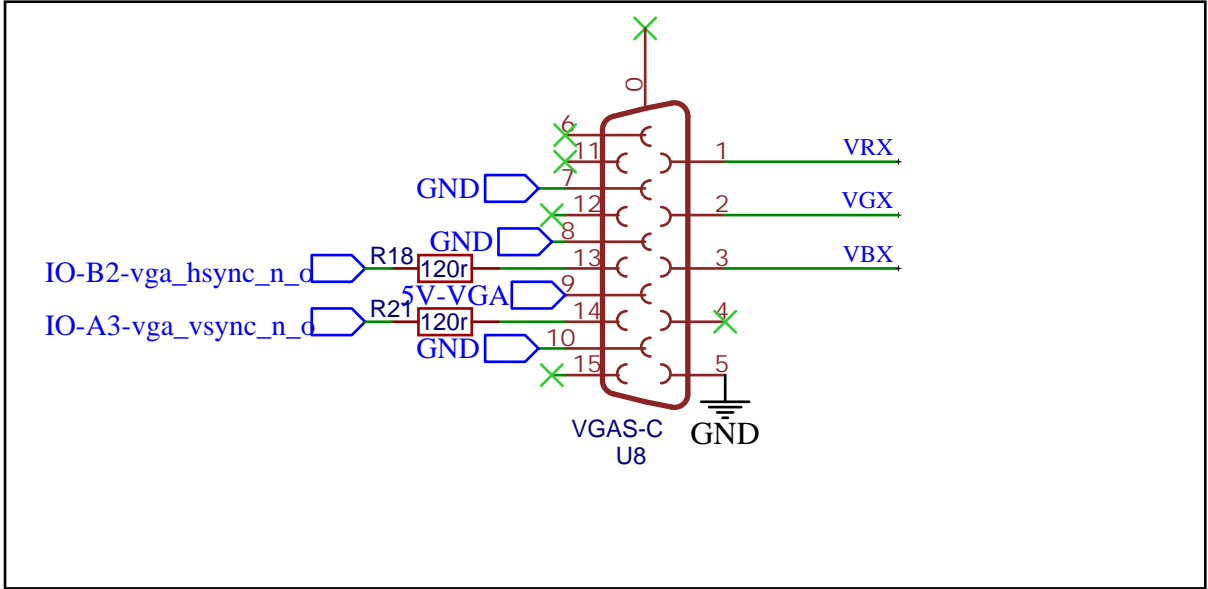 0
6
11
1
VRX
GND
7
12
2
VGX
GND
8
R18
IO-B2-vga_hsync_n_o
120r
13
3
VBX
5V-VGA
9
R21
IO-A3-vga_vsync_n_o
120r
14
4
GND
10
15
5
VGAS-C
GND
U8